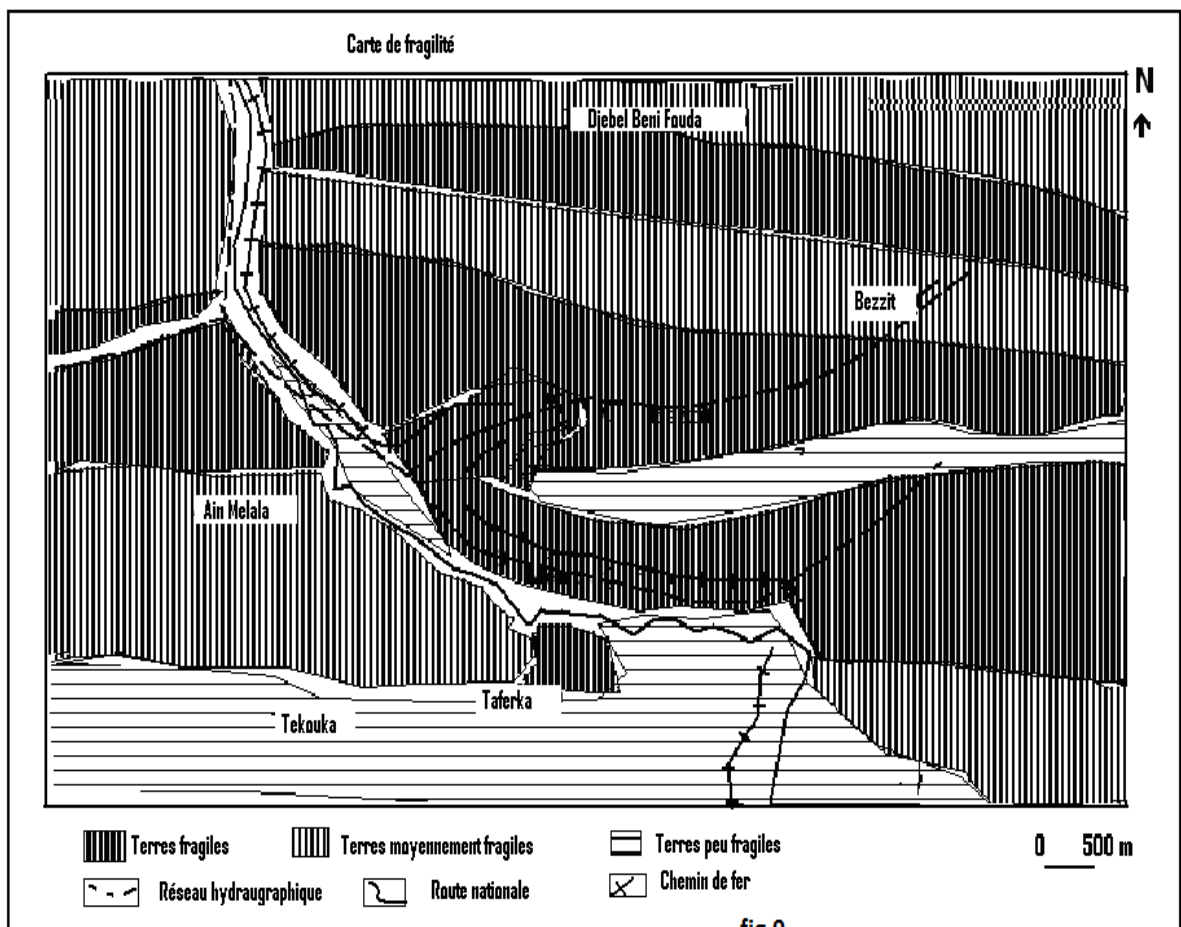 Carte de fragilité
N
Djebel Beni Fouda
Bezzit
Ain Melala
Taferka
Tekouka
Terres fragiles
Terres moyennement fragiles
Terres peu fragiles
0 500 m
Réseau hydraugraphique
Route nationale
Chemin de fer